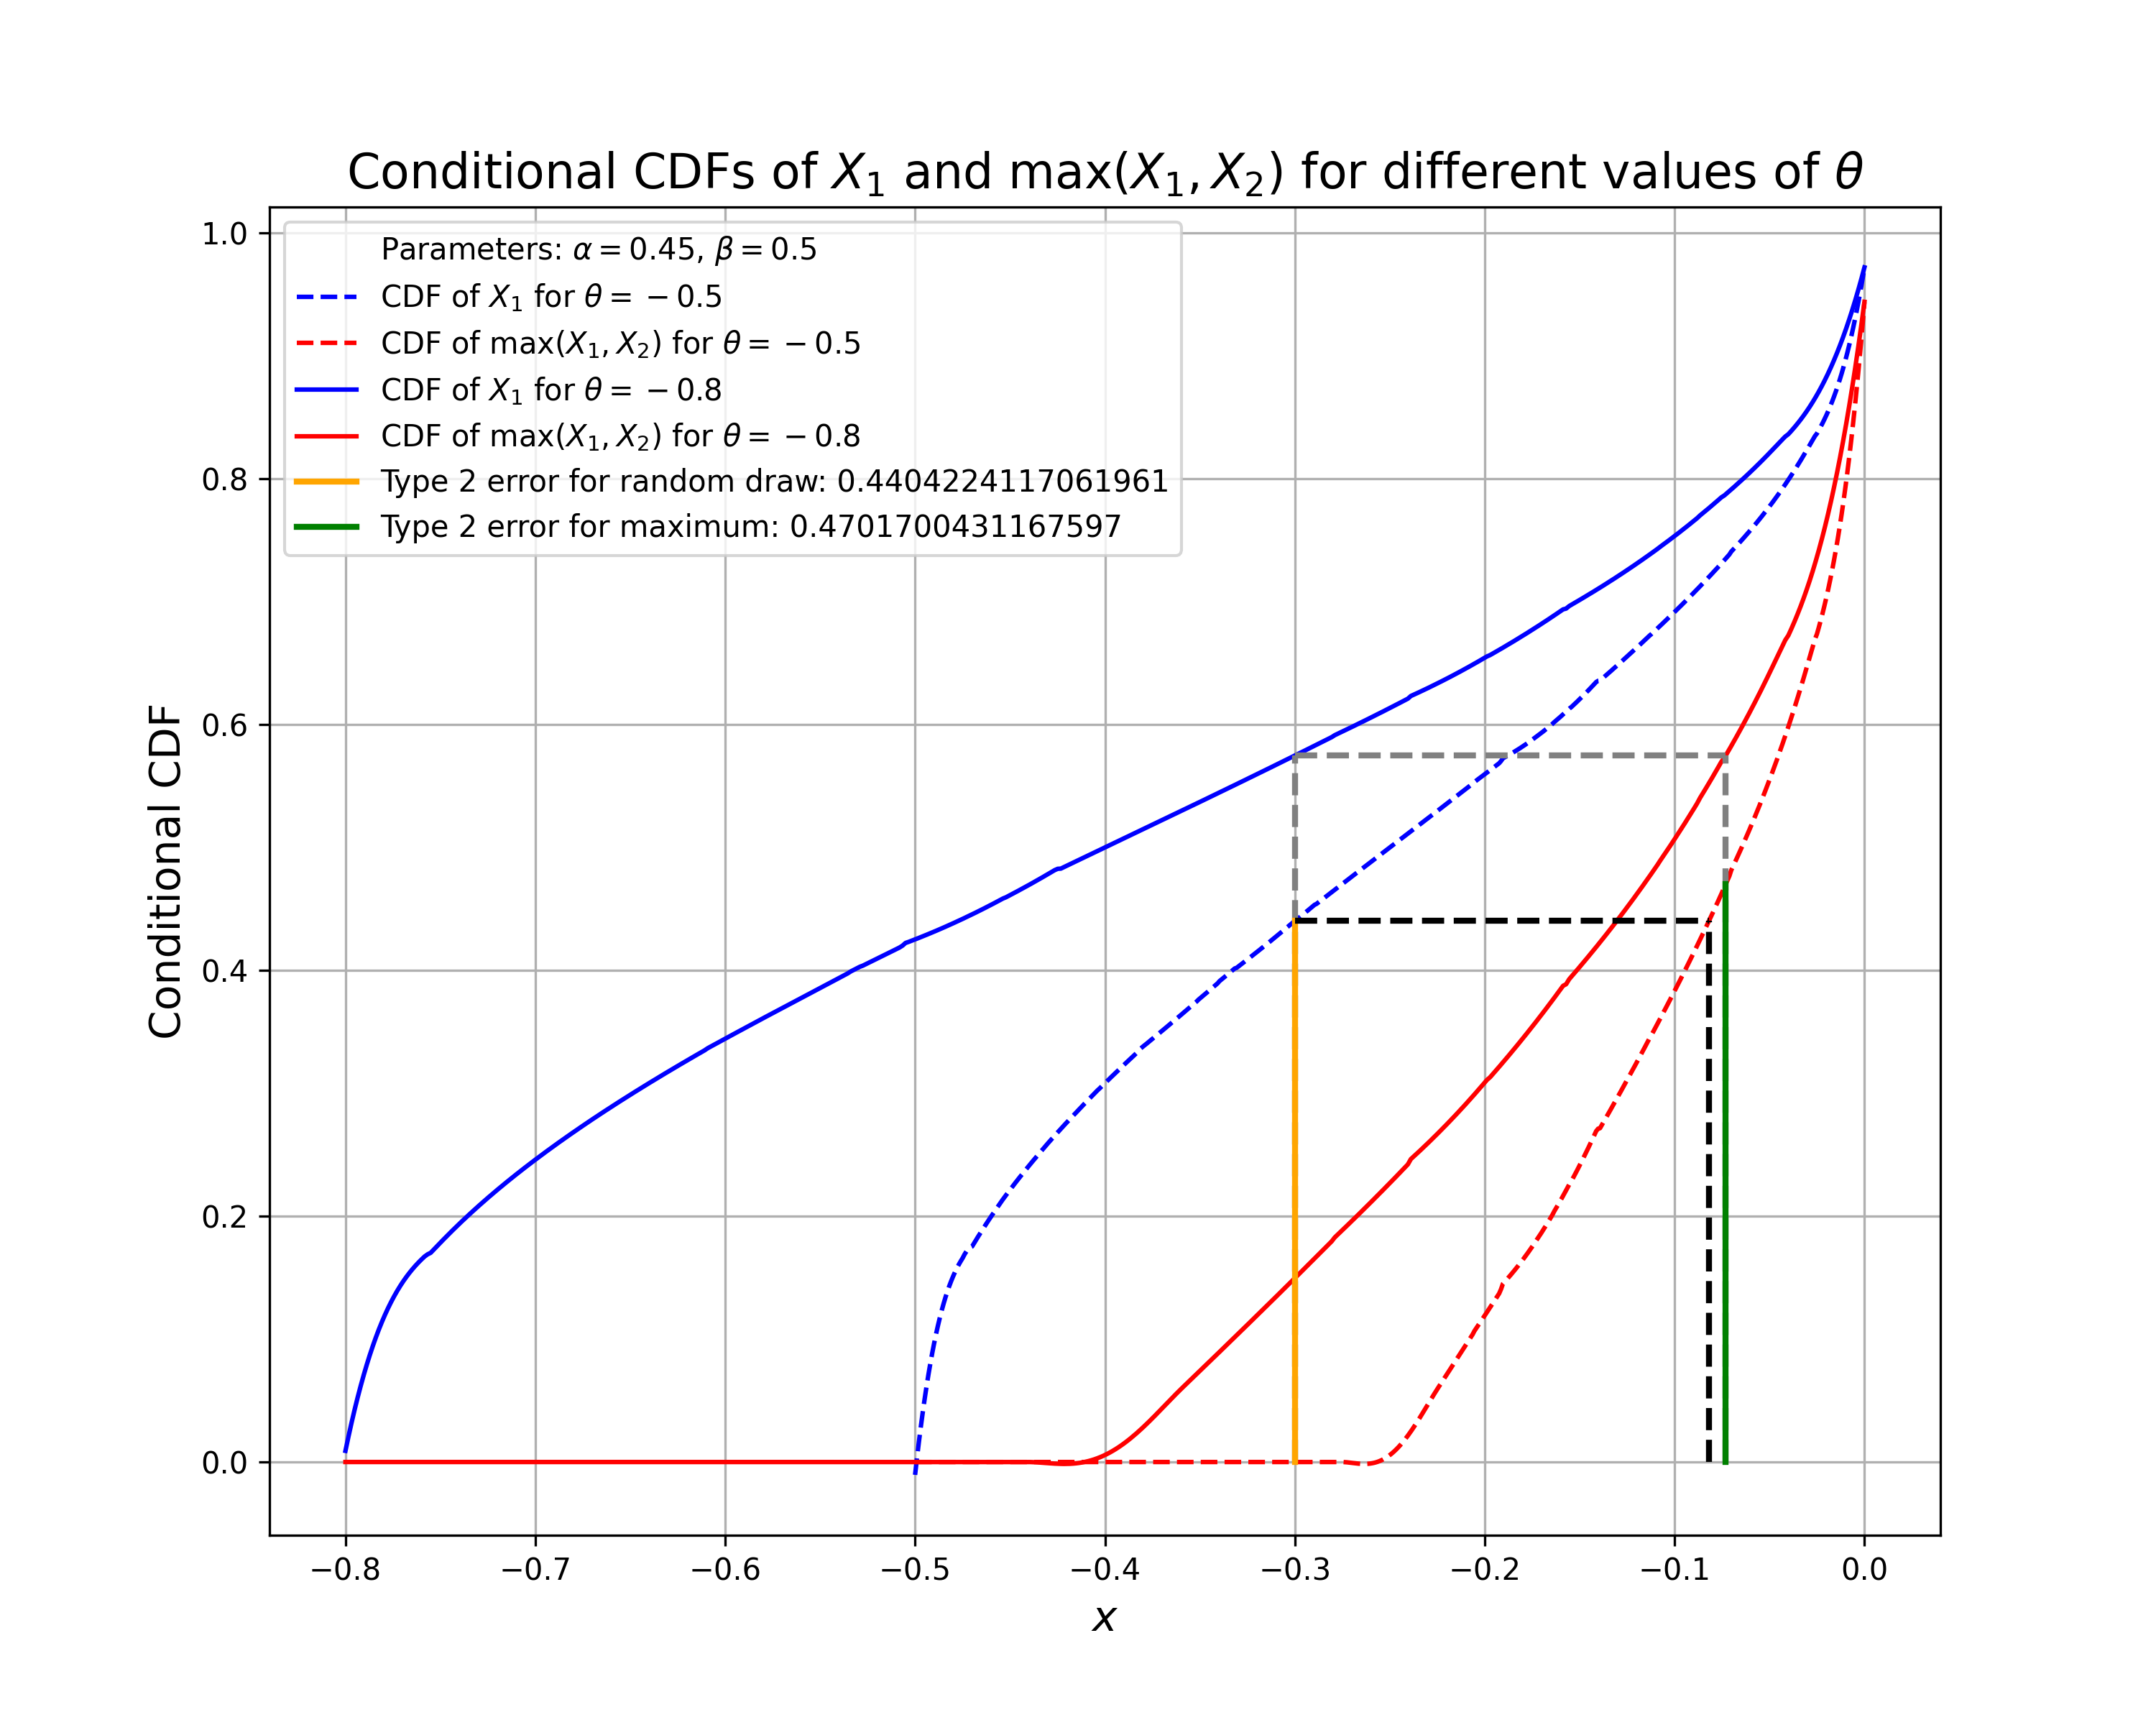 Conditional CDFs of X₁ and max(X₁, X₂) for different values of θ
Parameters: α = 0.45, β = 0.5
CDF of X₁ for θ = −0.5
CDF of max(X₁, X₂) for θ = −0.5
CDF of X₁ for θ = −0.8
CDF of max(X₁, X₂) for θ = −0.8
Type 2 error for random draw: 0.4404224117061961
Type 2 error for maximum: 0.4701700431167597
Conditional CDF
1.0
0.8
0.6
0.4
0.2
0.0
−0.8 −0.7 −0.6 −0.5 −0.4 −0.3 −0.2 −0.1 0.0
x